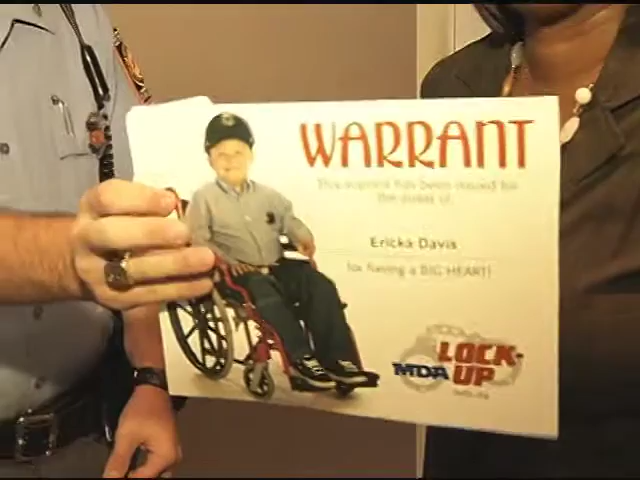 WARRANT
This warrant has been issued for
the arrest of:
Ericka Davis
for having a BIG HEART!
LOCK-
MDA UP